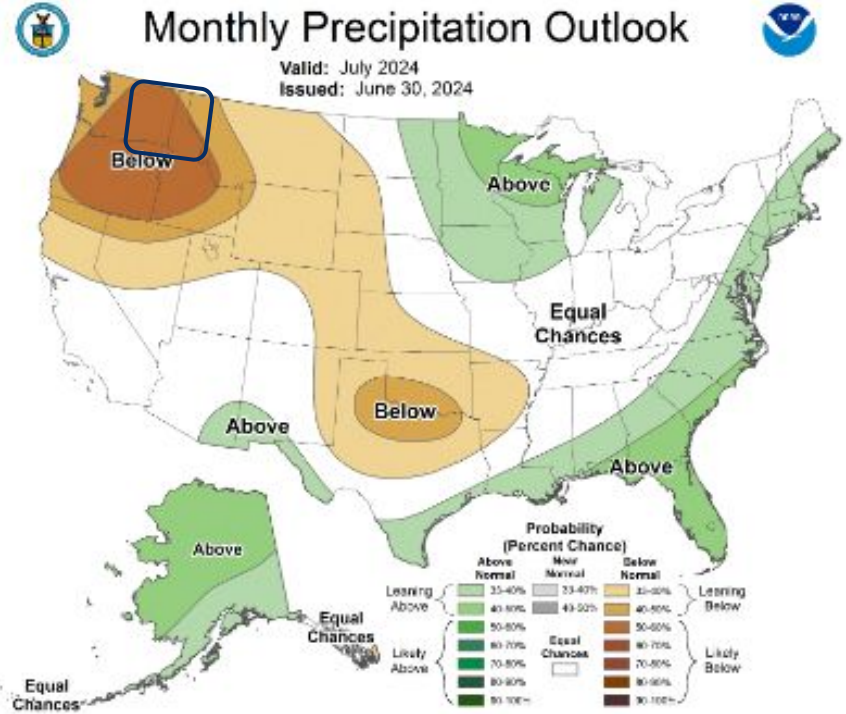 Monthly Precipitation Outlook
Valid: July 2024
Issued: June 30, 2024
Below
Above
Equal
Chances
Below
Above
Above
Above
Equal
Chances
Equal
Chances
Probability
(Percent Chance)
Above
Normal
Near
Normal
Below
Normal
Leaning
Above
Likely
Above
33-40%
40-50%
50-60%
60-70%
70-80%
80-90%
90-100%
33-40%
40-50%
Equal
Chances
33-40%
40-50%
50-60%
60-70%
70-80%
80-90%
90-100%
Leaning
Below
Likely
Below